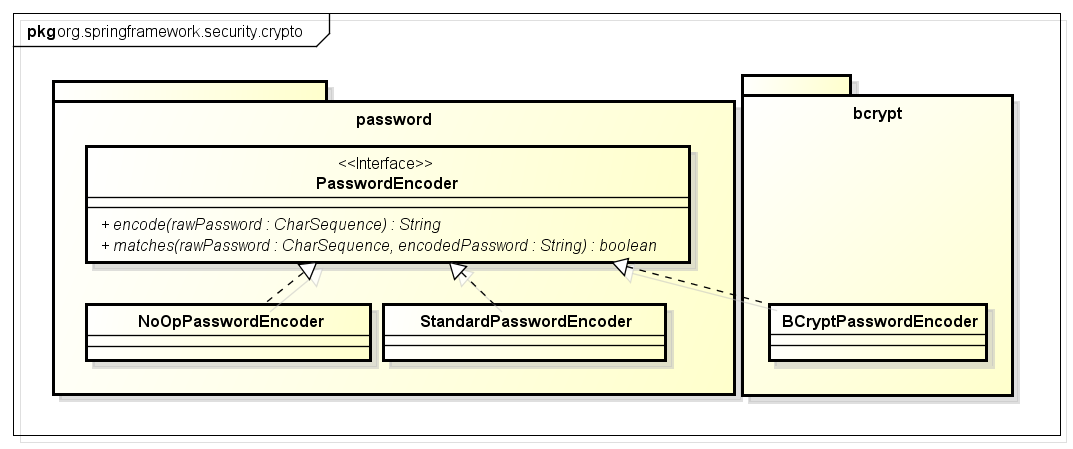 pkg org.springframework.security.crypto
password
bcrypt
<<Interface>>
PasswordEncoder
+ encode(rawPassword : CharSequence) : String
+ matches(rawPassword : CharSequence, encodedPassword : String) : boolean
NoOpPasswordEncoder
StandardPasswordEncoder
BCryptPasswordEncoder